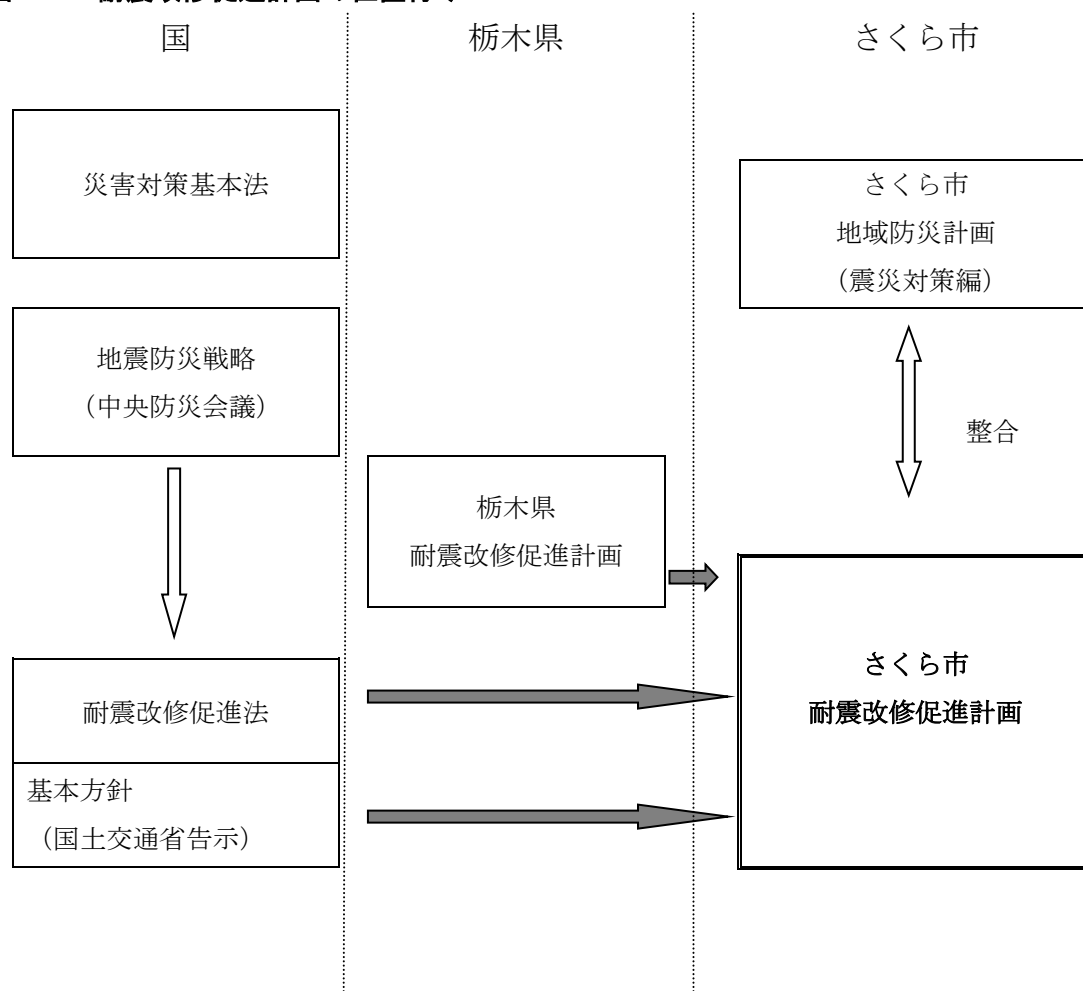 国
栃木県
さくら市
災害対策基本法
さくら市
地域防災計画
（震災対策編）
地震防災戦略
（中央防災会議）
整合
栃木県
耐震改修促進計画
さくら市
耐震改修促進計画
耐震改修促進法
基本方針
（国土交通省告示）